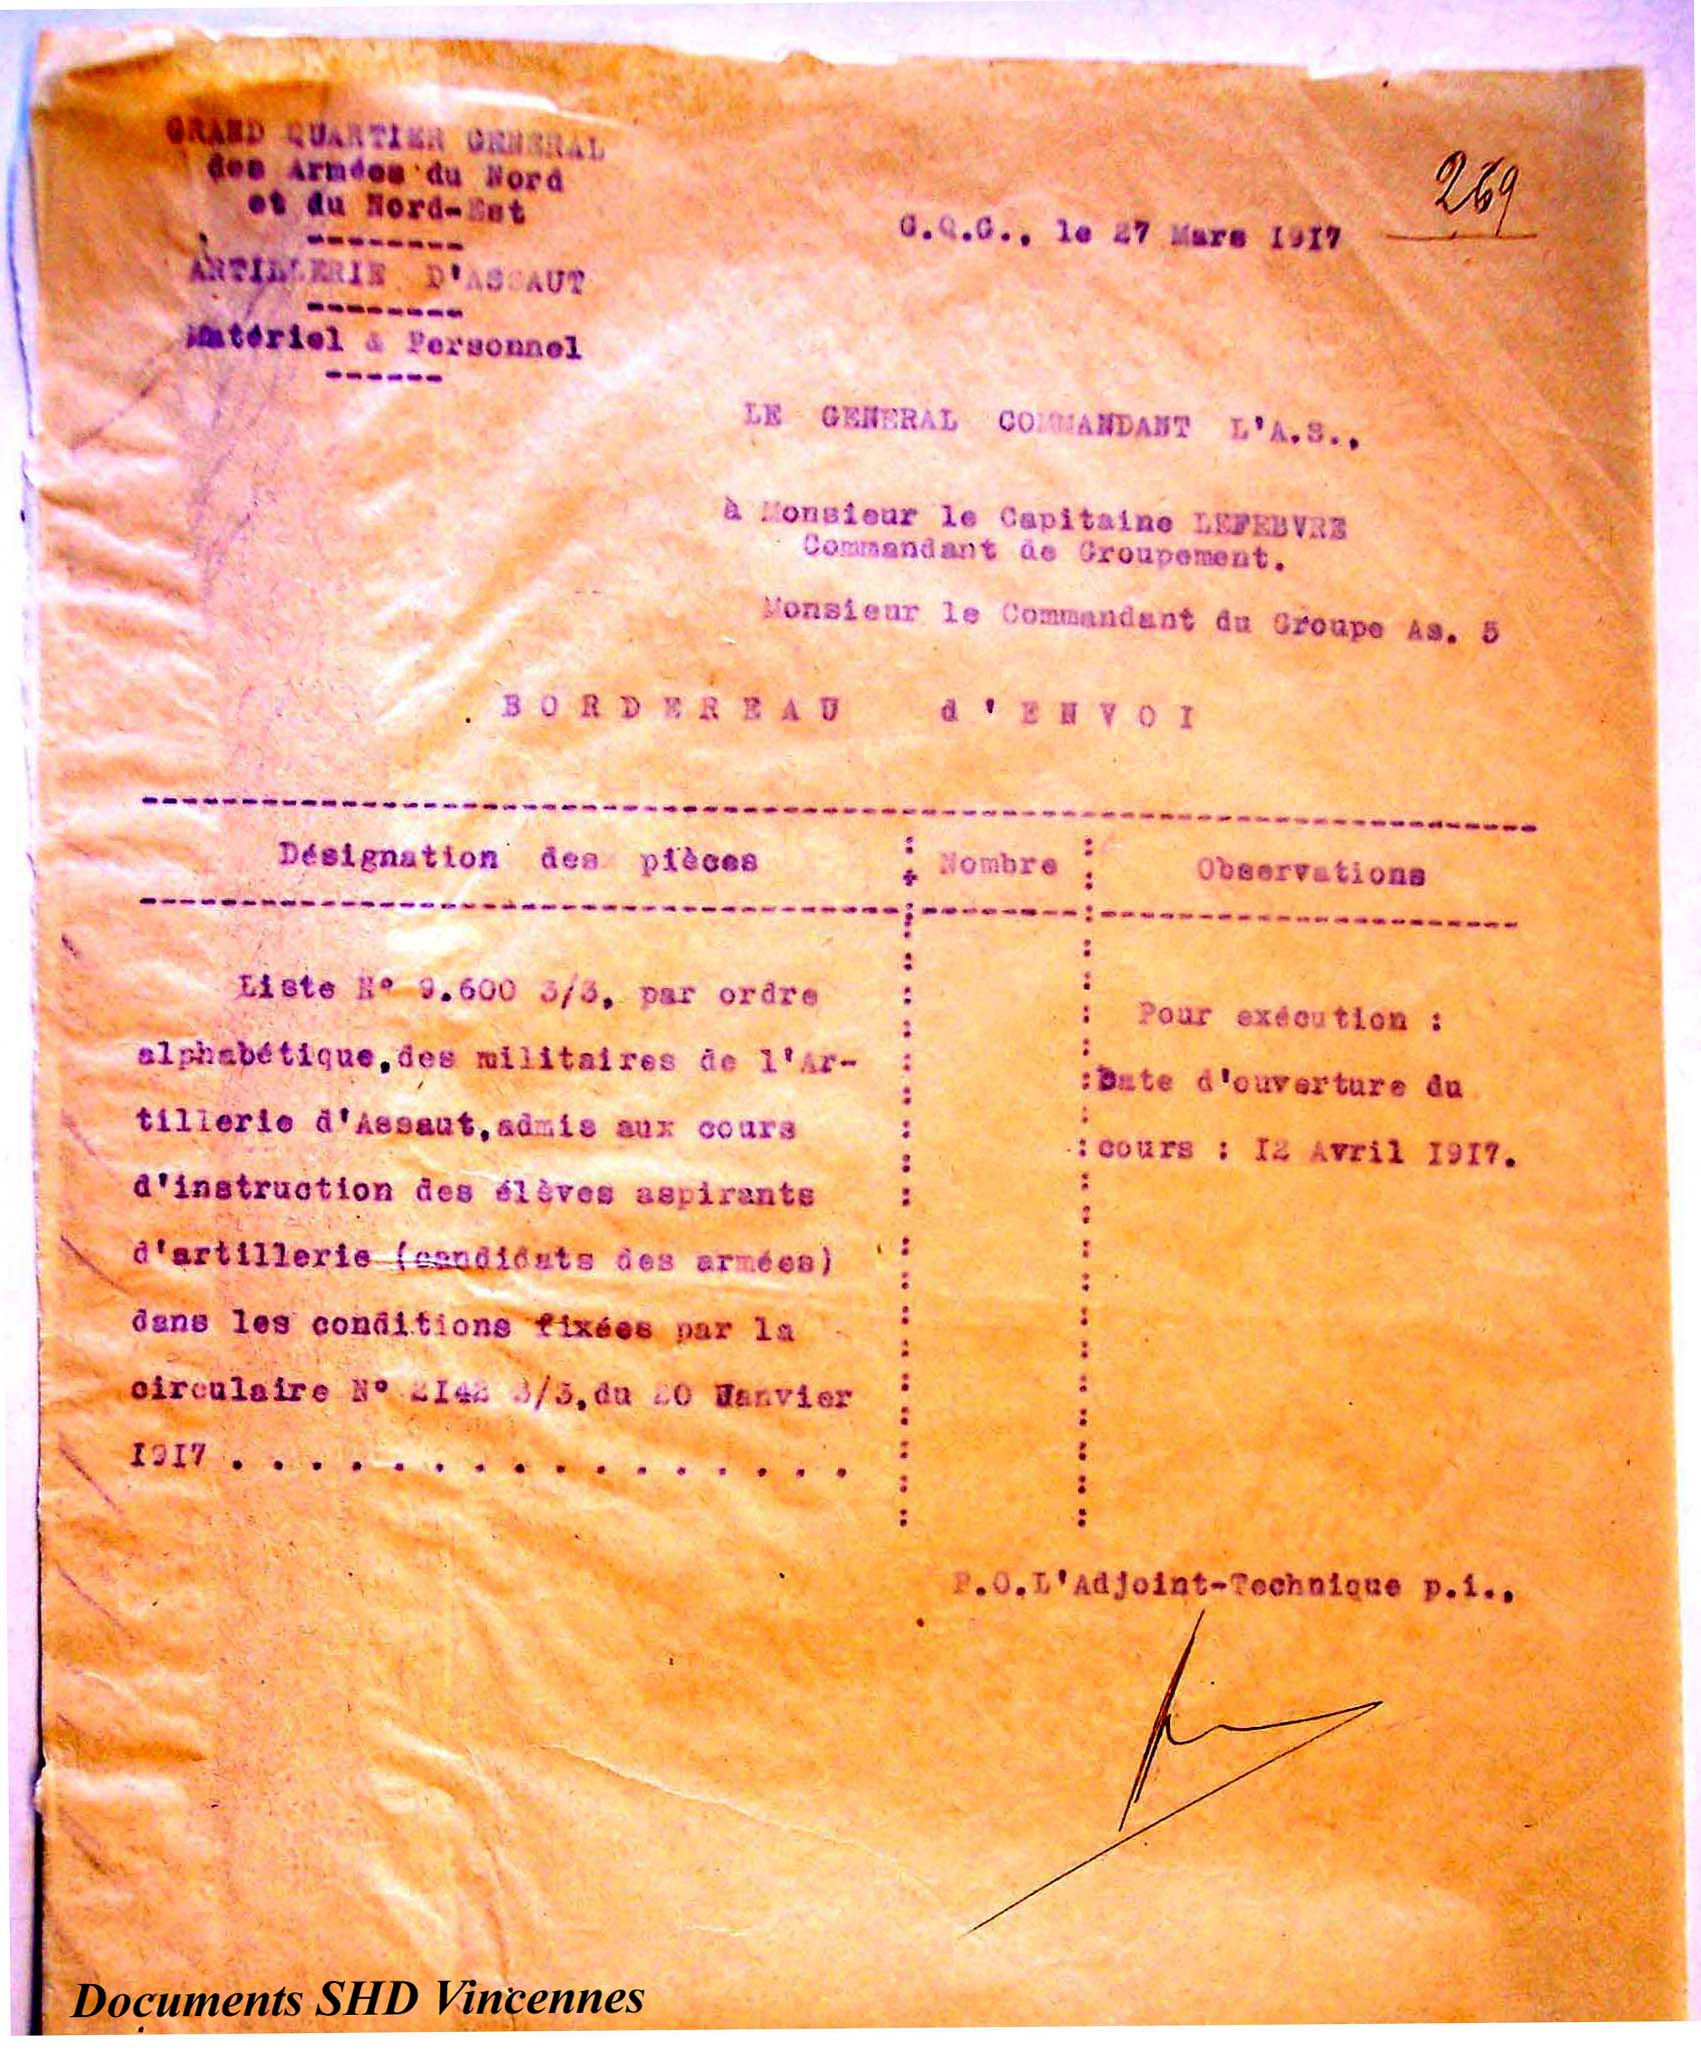 GRAND QUARTIER GENERAL
des Armées du Nord
et du Nord-Est
--------
ARTILLERIE D'ASSAUT
--------
Matériel & Personnel
------
269
G.Q.G., le 27 Mars 1917
LE GENERAL COMMANDANT L'A.S.,
à Monsieur le Capitaine LEFEBVRE
Commandant de Groupement.
Monsieur le Commandant du Groupe As. 5
BORDEREAU d'ENVOI
Désignation des pièces : Nombre : Observations
Liste N° 9.600 3/3, par ordre
alphabétique,des militaires de l'Ar-
tillerie d'Assaut,admis aux cours
d'instruction des élèves aspirants
d'artillerie (candidats des armées)
dans les conditions fixées par la
circulaire N° 2142 3/3,du 20 Janvier
1917 . . . . . . . . . . . . . . . .
Pour exécution :
Date d'ouverture du
cours : 12 Avril 1917.
P.O.L'Adjoint-Technique p.i.,
Documents SHD Vincennes